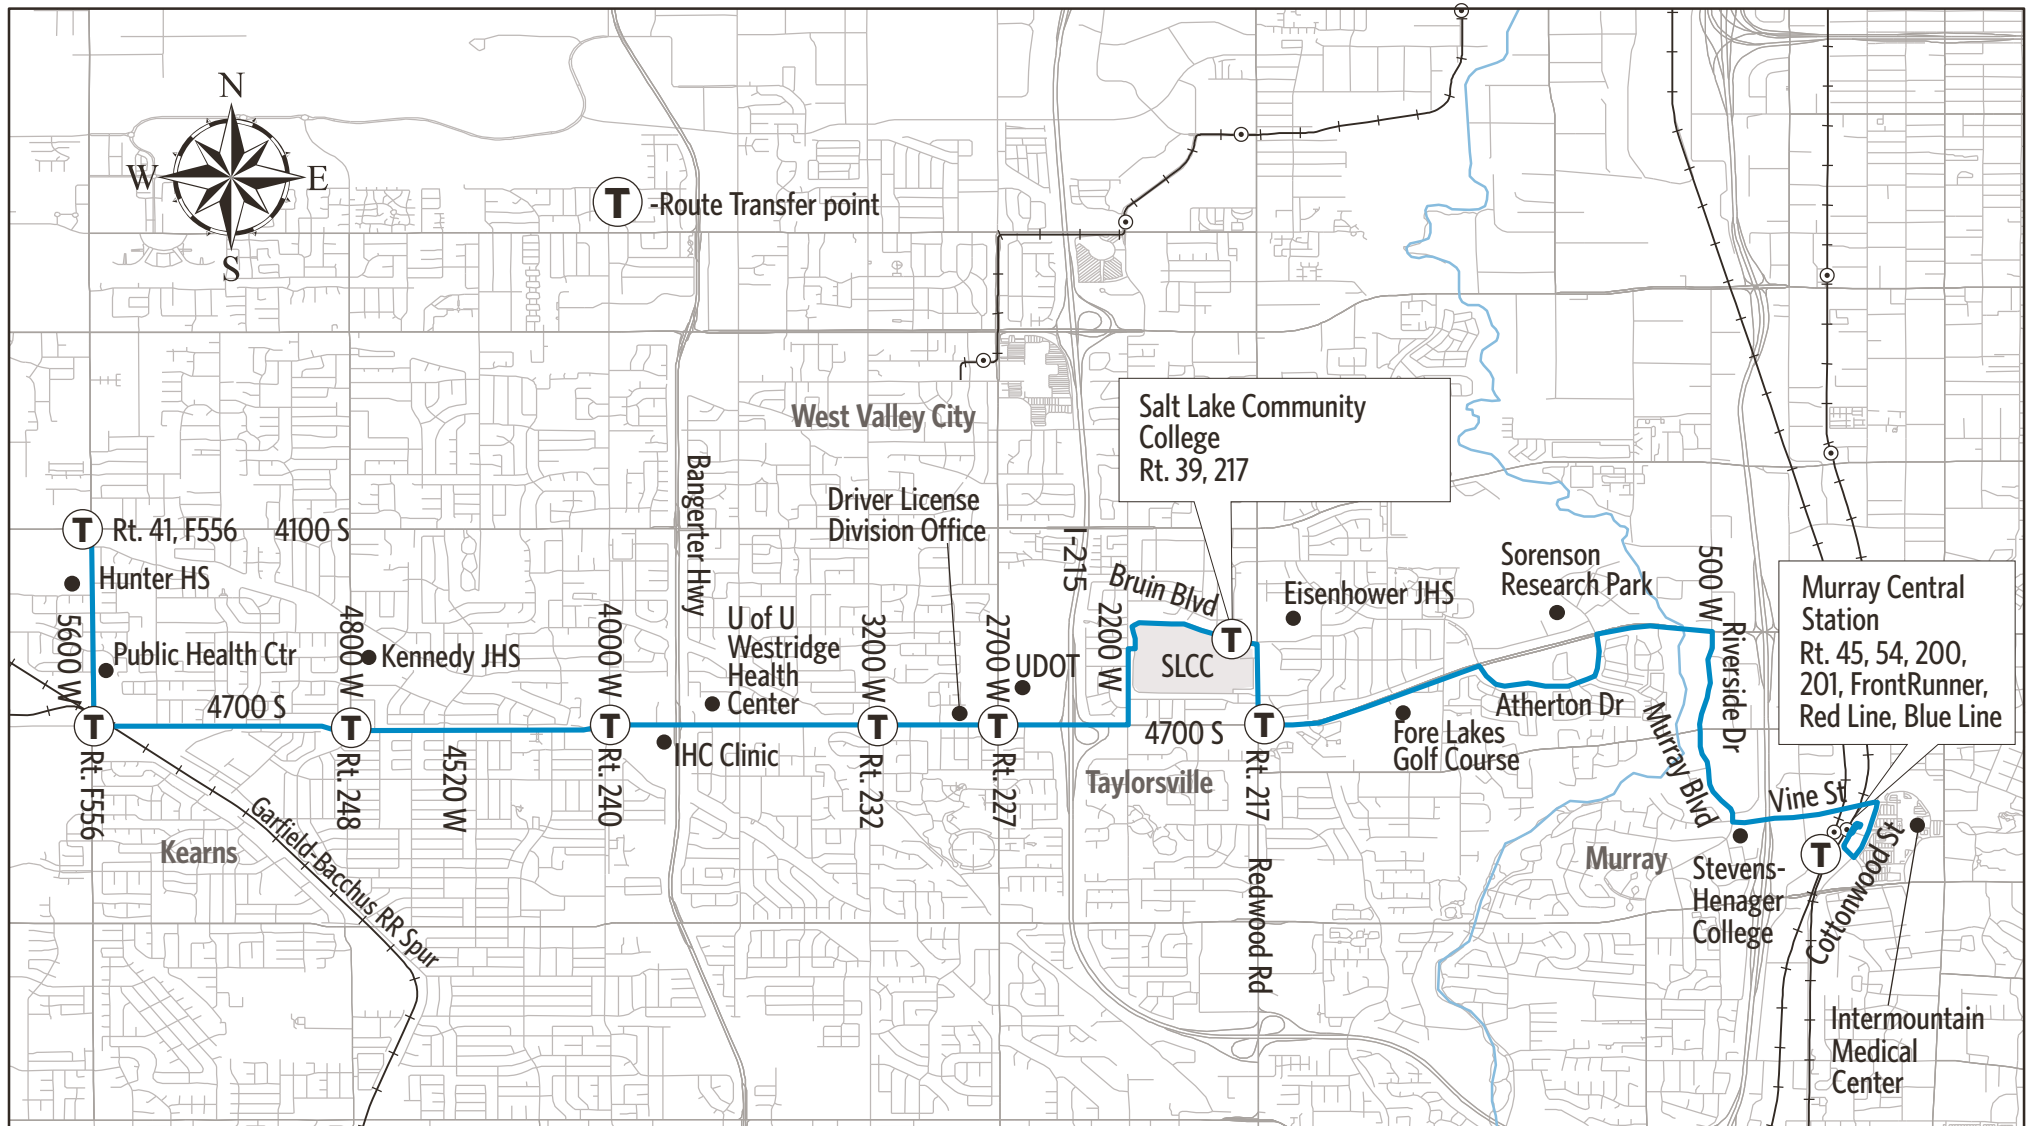 N
W
E
S
T
-Route Transfer point
West Valley City
Salt Lake Community
College
Rt. 39, 217
Bangerter Hwy
Driver License
Division Office
T
Rt. 41, F556
4100 S
I-215
Hunter HS
Bruin Blvd
Eisenhower JHS
Sorenson
Research Park
500 W
Murray Central
Station
Rt. 45, 54, 200,
201, FrontRunner,
Red Line, Blue Line
5600 W
Public Health Ctr
4800 W
Kennedy JHS
4000 W
U of U
Westridge
Health
Center
3200 W
2700 W
UDOT
2200 W
SLCC
T
Riverside Dr
4700 S
T
T
T
T
T
4700 S
T
Atherton Dr
Murray Blvd
Fore Lakes
Golf Course
IHC Clinic
4520 W
Rt. F556
Rt. 248
Rt. 240
Rt. 232
Rt. 227
Rt. 217
Taylorsville
Vine St
Garfield-Bacchus RR Spur
Kearns
Redwood Rd
Murray
T
Stevens-
Henager
College
Cottonwood St
Intermountain
Medical
Center